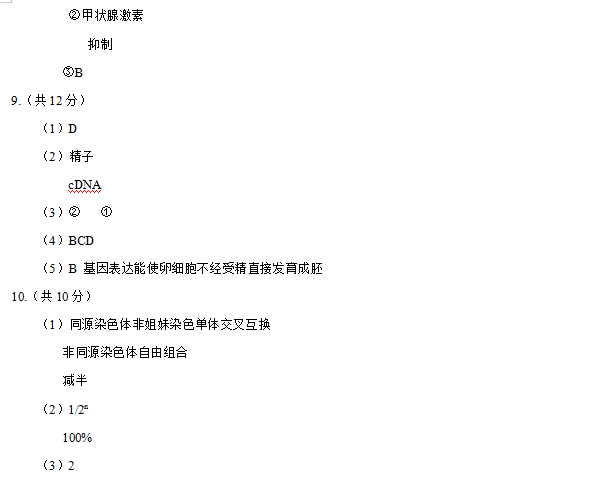 ②甲状腺激素
抑制
③B
9.（共 12 分）
（1）D
（2）精子
cDNA
（3）② ①
（4）BCD
（5）B 基因表达能使卵细胞不经受精直接发育成胚
10.（共 10 分）
（1）同源染色体非姐妹染色单体交叉互换
非同源染色体自由组合
减半
（2）1/2ⁿ
100%
（3）2